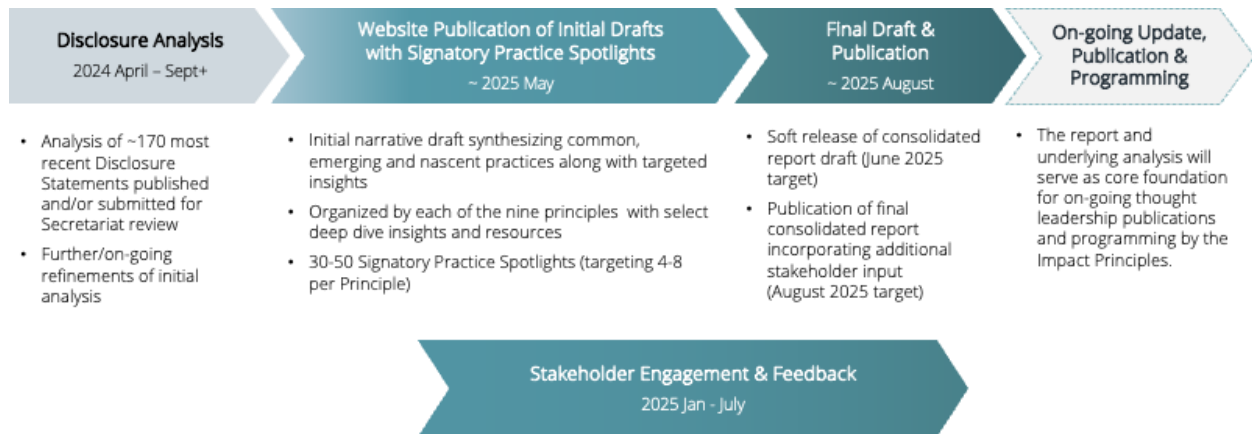 Disclosure Analysis
2024 April – Sept+
Website Publication of Initial Drafts
with Signatory Practice Spotlights
~ 2025 May
Final Draft &
Publication
~ 2025 August
On-going Update,
Publication &
Programming
• Analysis of ~170 most
recent Disclosure
Statements published
and/or submitted for
Secretariat review
• Further/on-going
refinements of initial
analysis
• Initial narrative draft synthesizing common,
emerging and nascent practices along with targeted
insights
• Organized by each of the nine principles with select
deep dive insights and resources
• 30-50 Signatory Practice Spotlights (targeting 4-8
per Principle)
• Soft release of consolidated
report draft (June 2025
target)
• Publication of final
consolidated report
incorporating additional
stakeholder input
(August 2025 target)
• The report and
underlying analysis will
serve as core foundation
for on-going thought
leadership publications
and programming by the
Impact Principles.
Stakeholder Engagement & Feedback
2025 Jan - July